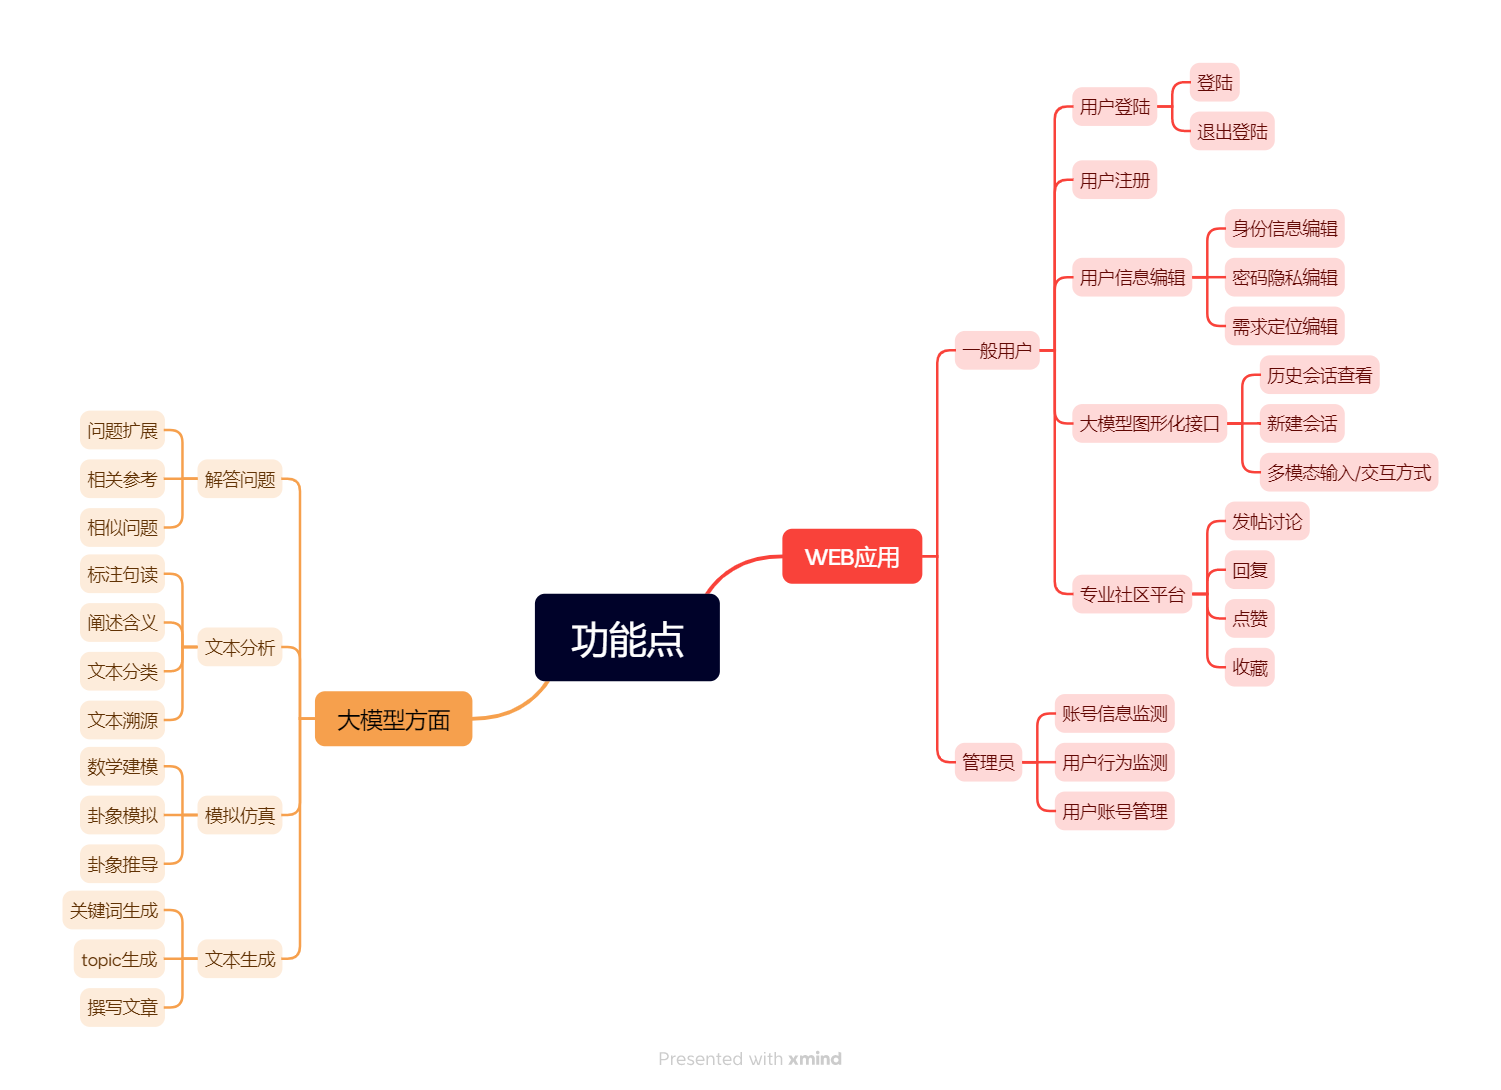 功能点
WEB应用
一般用户
用户登陆
登陆
退出登陆
用户注册
用户信息编辑
身份信息编辑
密码隐私编辑
需求定位编辑
大模型图形化接口
历史会话查看
新建会话
多模态输入/交互方式
专业社区平台
发帖讨论
回复
点赞
收藏
管理员
账号信息监测
用户行为监测
用户账号管理
大模型方面
解答问题
问题扩展
相关参考
相似问题
文本分析
标注句读
阐述含义
文本分类
文本溯源
模拟仿真
数学建模
卦象模拟
卦象推导
文本生成
关键词生成
topic生成
撰写文章
Presented with xmind